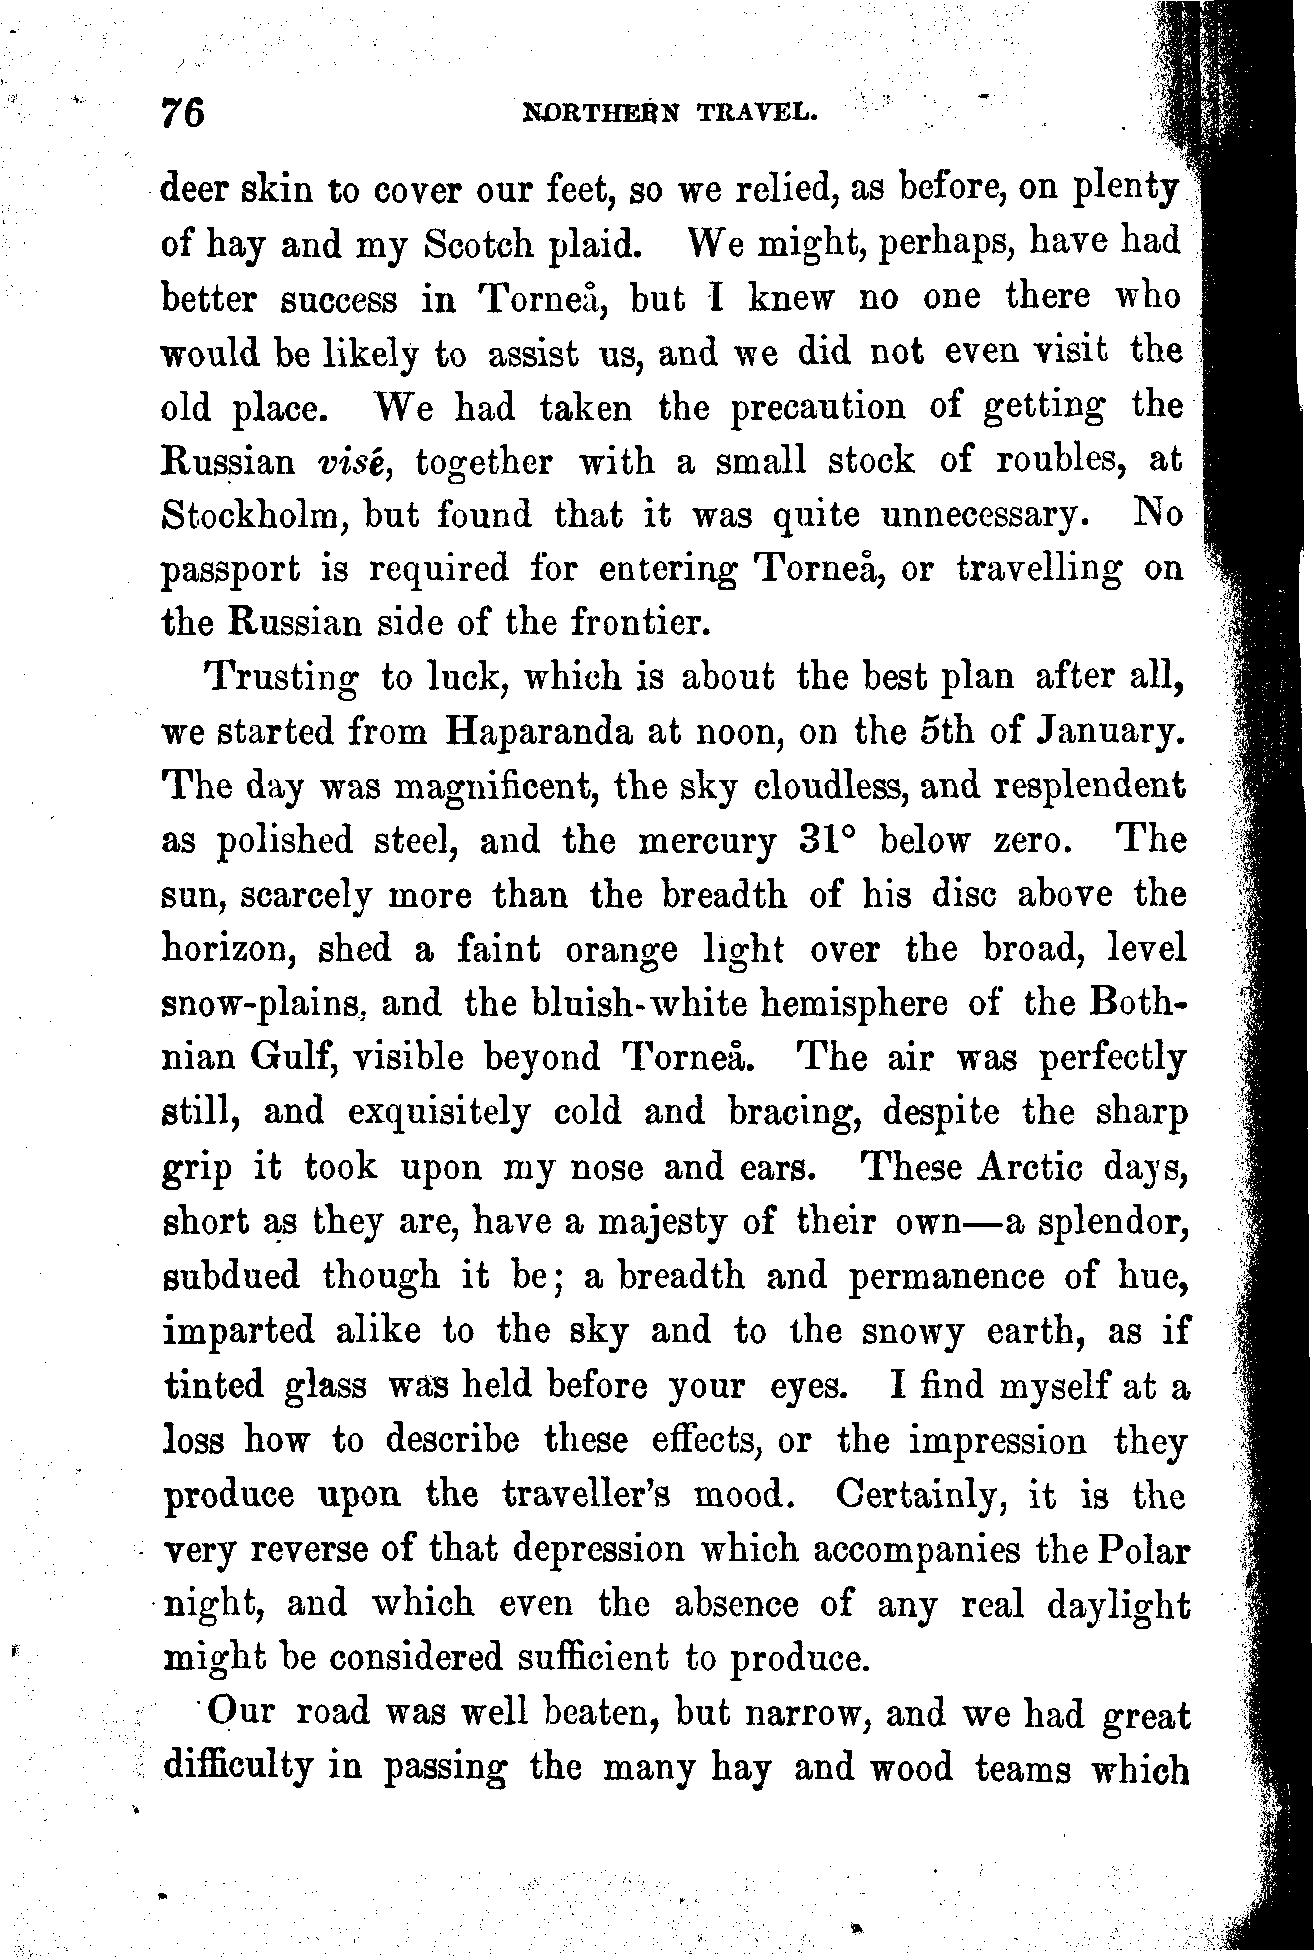 76 NORTHERN TRAVEL.
deer skin to cover our feet, so we relied, as before, on plenty
of hay and my Scotch plaid. We might, perhaps, have had
better success in Torneå, but I knew no one there who
would be likely to assist us, and we did not even visit the
old place. We had taken the precaution of getting the
Russian visé, together with a small stock of roubles, at
Stockholm, but found that it was quite unnecessary. No
passport is required for entering Torneå, or travelling on
the Russian side of the frontier.
Trusting to luck, which is about the best plan after all,
we started from Haparanda at noon, on the 5th of January.
The day was magnificent, the sky cloudless, and resplendent
as polished steel, and the mercury 31° below zero. The
sun, scarcely more than the breadth of his disc above the
horizon, shed a faint orange light over the broad, level
snow-plains, and the bluish-white hemisphere of the Both-
nian Gulf, visible beyond Torneå. The air was perfectly
still, and exquisitely cold and bracing, despite the sharp
grip it took upon my nose and ears. These Arctic days,
short as they are, have a majesty of their own—a splendor,
subdued though it be; a breadth and permanence of hue,
imparted alike to the sky and to the snowy earth, as if
tinted glass was held before your eyes. I find myself at a
loss how to describe these effects, or the impression they
produce upon the traveller's mood. Certainly, it is the
very reverse of that depression which accompanies the Polar
night, and which even the absence of any real daylight
might be considered sufficient to produce.
Our road was well beaten, but narrow, and we had great
difficulty in passing the many hay and wood teams which